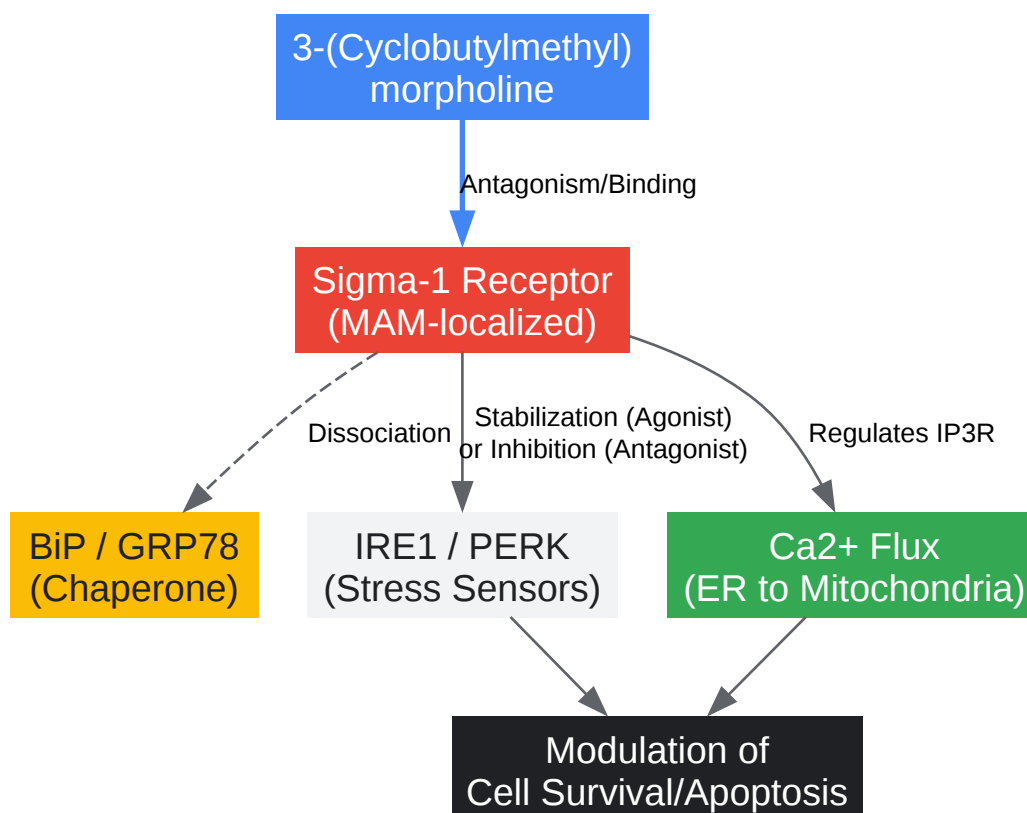 3-(Cyclobutylmethyl)
morpholine
Antagonism/Binding
Sigma-1 Receptor
(MAM-localized)
Dissociation
Stabilization (Agonist)
or Inhibition (Antagonist)
Regulates IP3R
BiP / GRP78
(Chaperone)
IRE1 / PERK
(Stress Sensors)
Ca2+ Flux
(ER to Mitochondria)
Modulation of
Cell Survival/Apoptosis